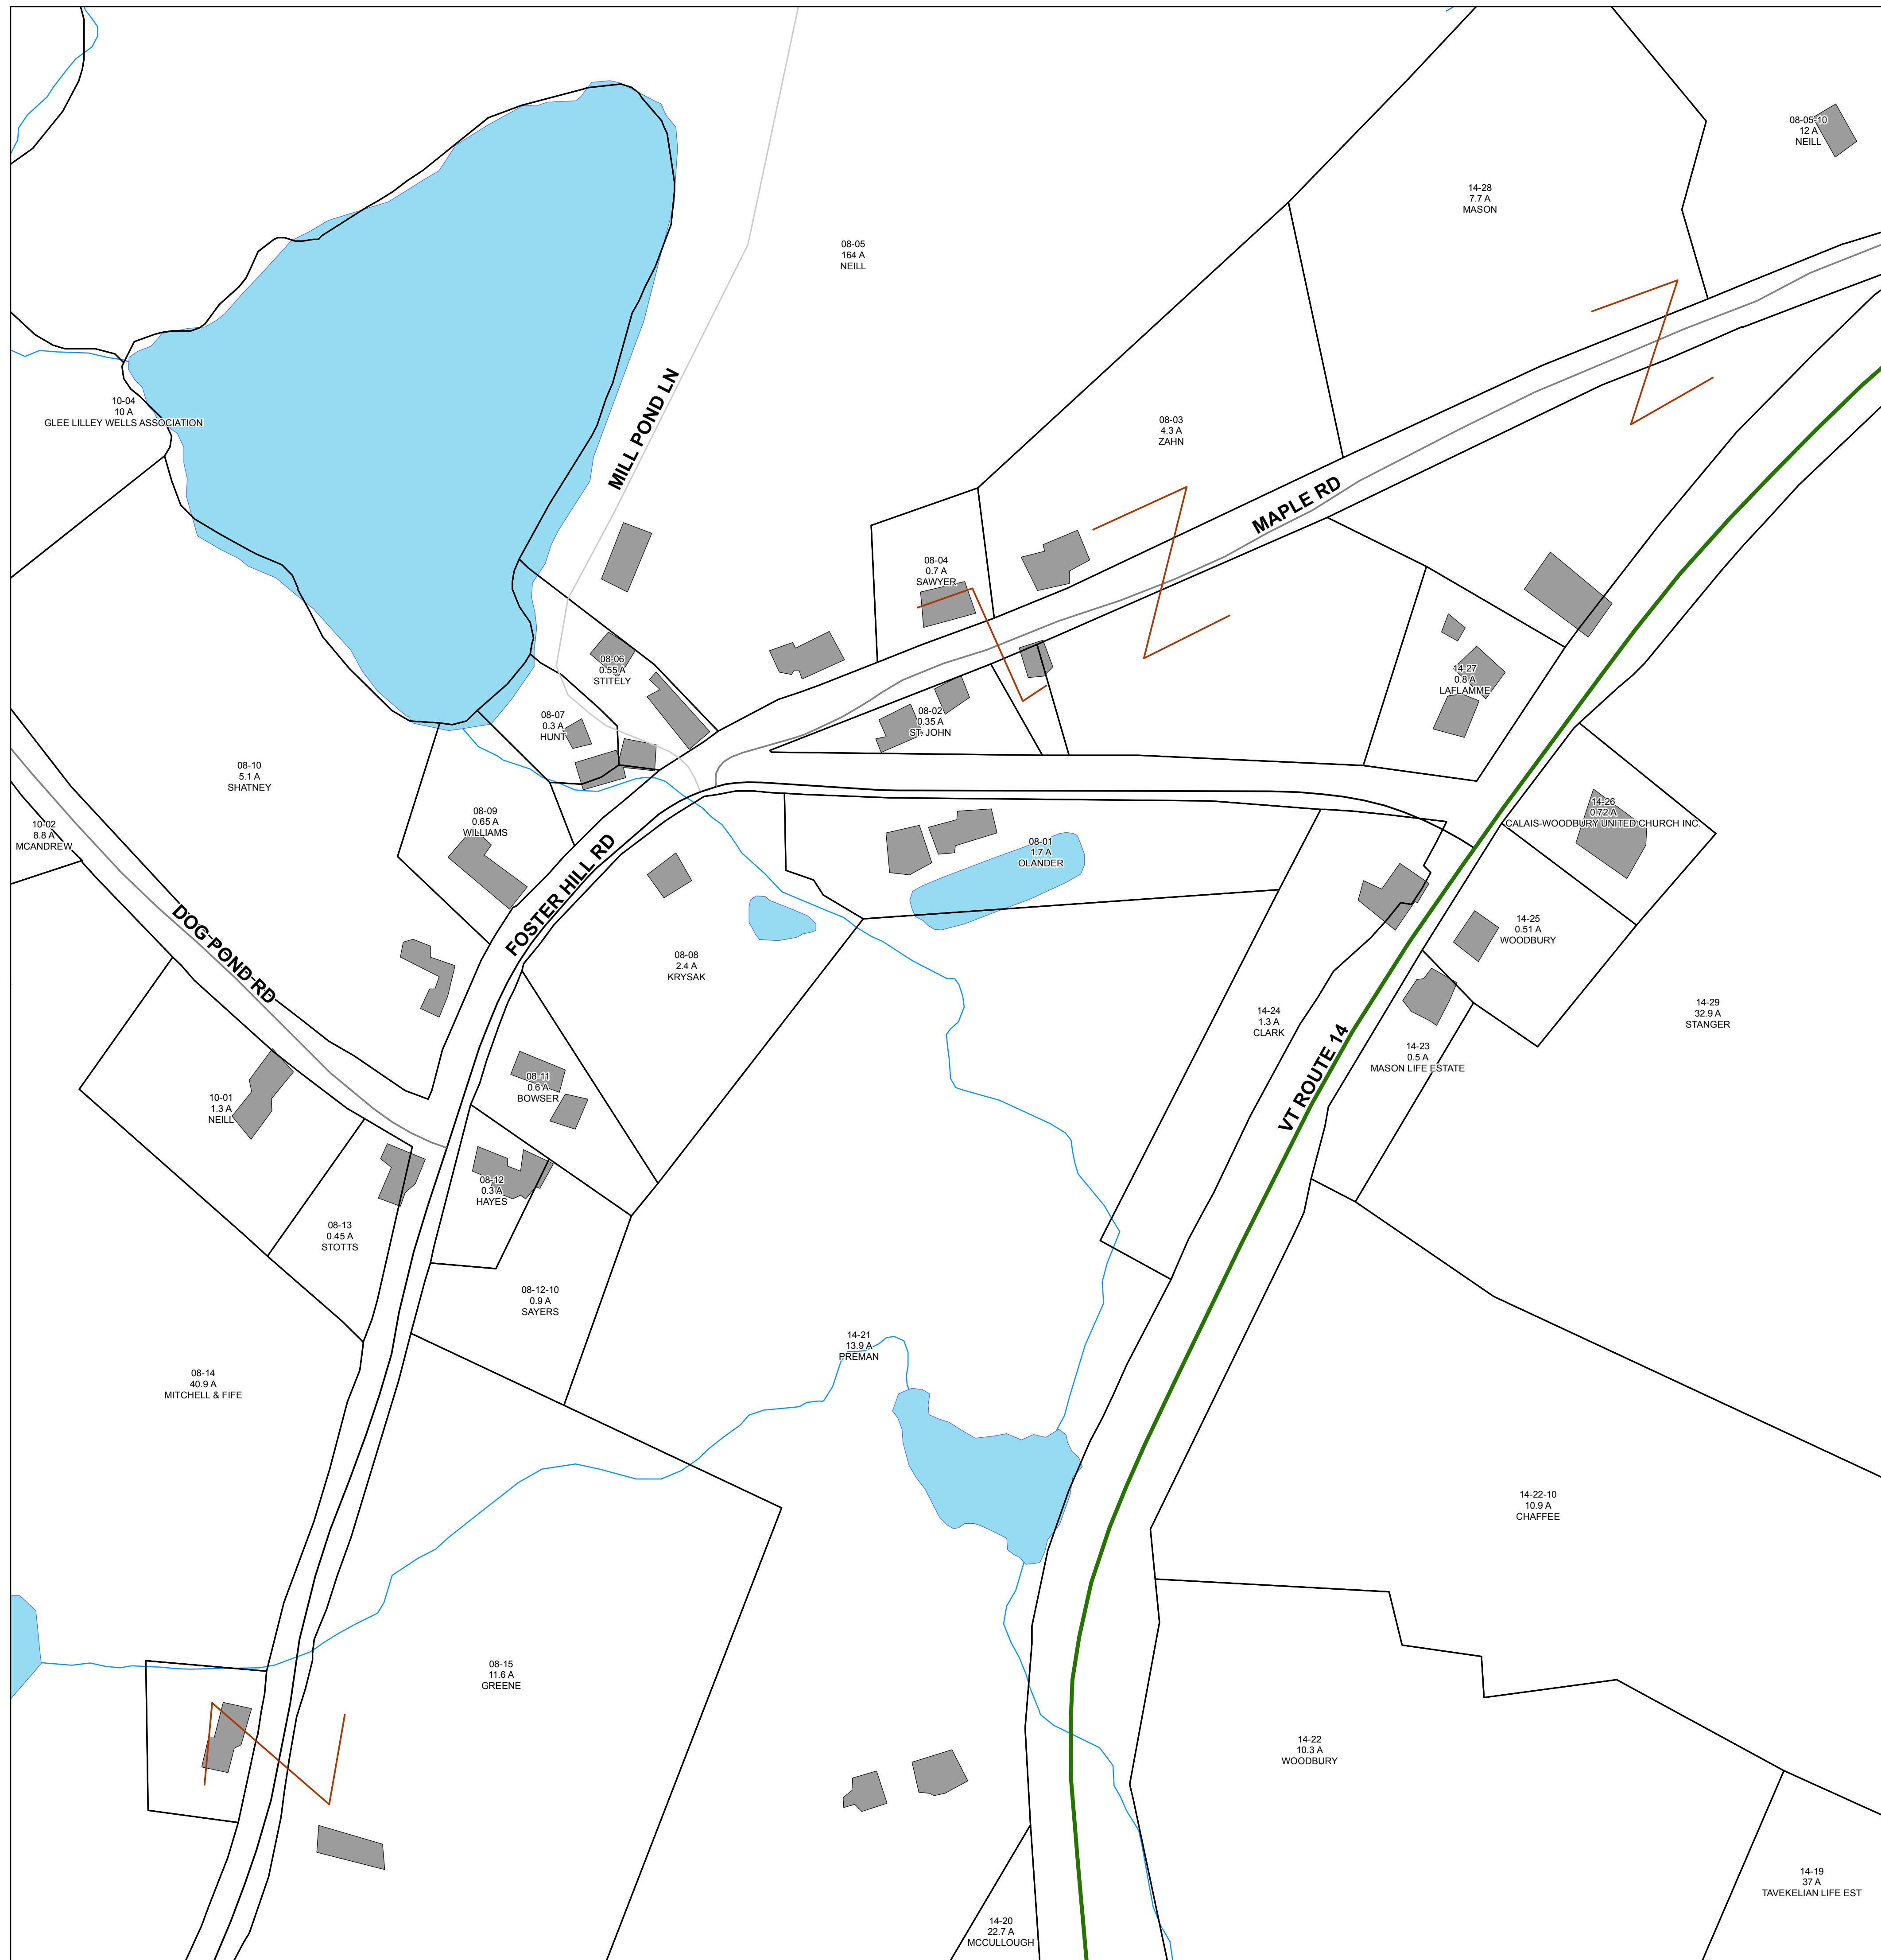 08-05-10
12 A
NEILL
14-28
7.7 A
MASON
08-05
164 A
NEILL
10-04
10 A
GLEE LILLEY WELLS ASSOCIATION
MILL POND LN
08-03
4.3 A
ZAHN
MAPLE RD
08-04
0.7 A
SAWYER
08-06
0.55 A
STITELY
14-27
0.8 A
LAFLAMME
08-07
0.3 A
HUNT
08-02
0.35 A
ST. JOHN
08-10
5.1 A
SHATNEY
10-02
8.8 A
MCANDREW
08-09
0.65 A
WILLIAMS
14-26
0.72 A
CALAIS-WOODBURY UNITED CHURCH INC.
08-01
1.7 A
OLANDER
FOSTER HILL RD
DOG POND RD
14-25
0.51 A
WOODBURY
08-08
2.4 A
KRYSAK
14-24
1.3 A
CLARK
14-29
32.9 A
STANGER
VT ROUTE 14
14-23
0.5 A
MASON LIFE ESTATE
08-11
0.6 A
BOWSER
10-01
1.3 A
NEILL
08-12
0.3 A
HAYES
08-13
0.45 A
STOTTS
08-12-10
0.9 A
SAYERS
14-21
13.9 A
PREMAN
08-14
40.9 A
MITCHELL & FIFE
14-22-10
10.9 A
CHAFFEE
08-15
11.6 A
GREENE
14-22
10.3 A
WOODBURY
14-19
37 A
TAVEKELIAN LIFE EST
14-20
22.7 A
MCCULLOUGH